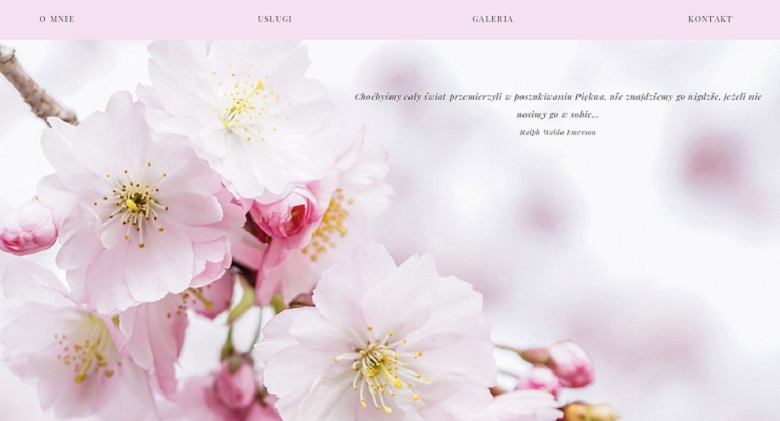 O MNIE
USŁUGI
GALERIA
KONTAKT
Choćbyśmy cały świat przemierzyli w poszukiwaniu Piękna, nie znajdziemy go nigdzie, jeżeli nie
nosimy go w sobie...
Ralph Waldo Emerson